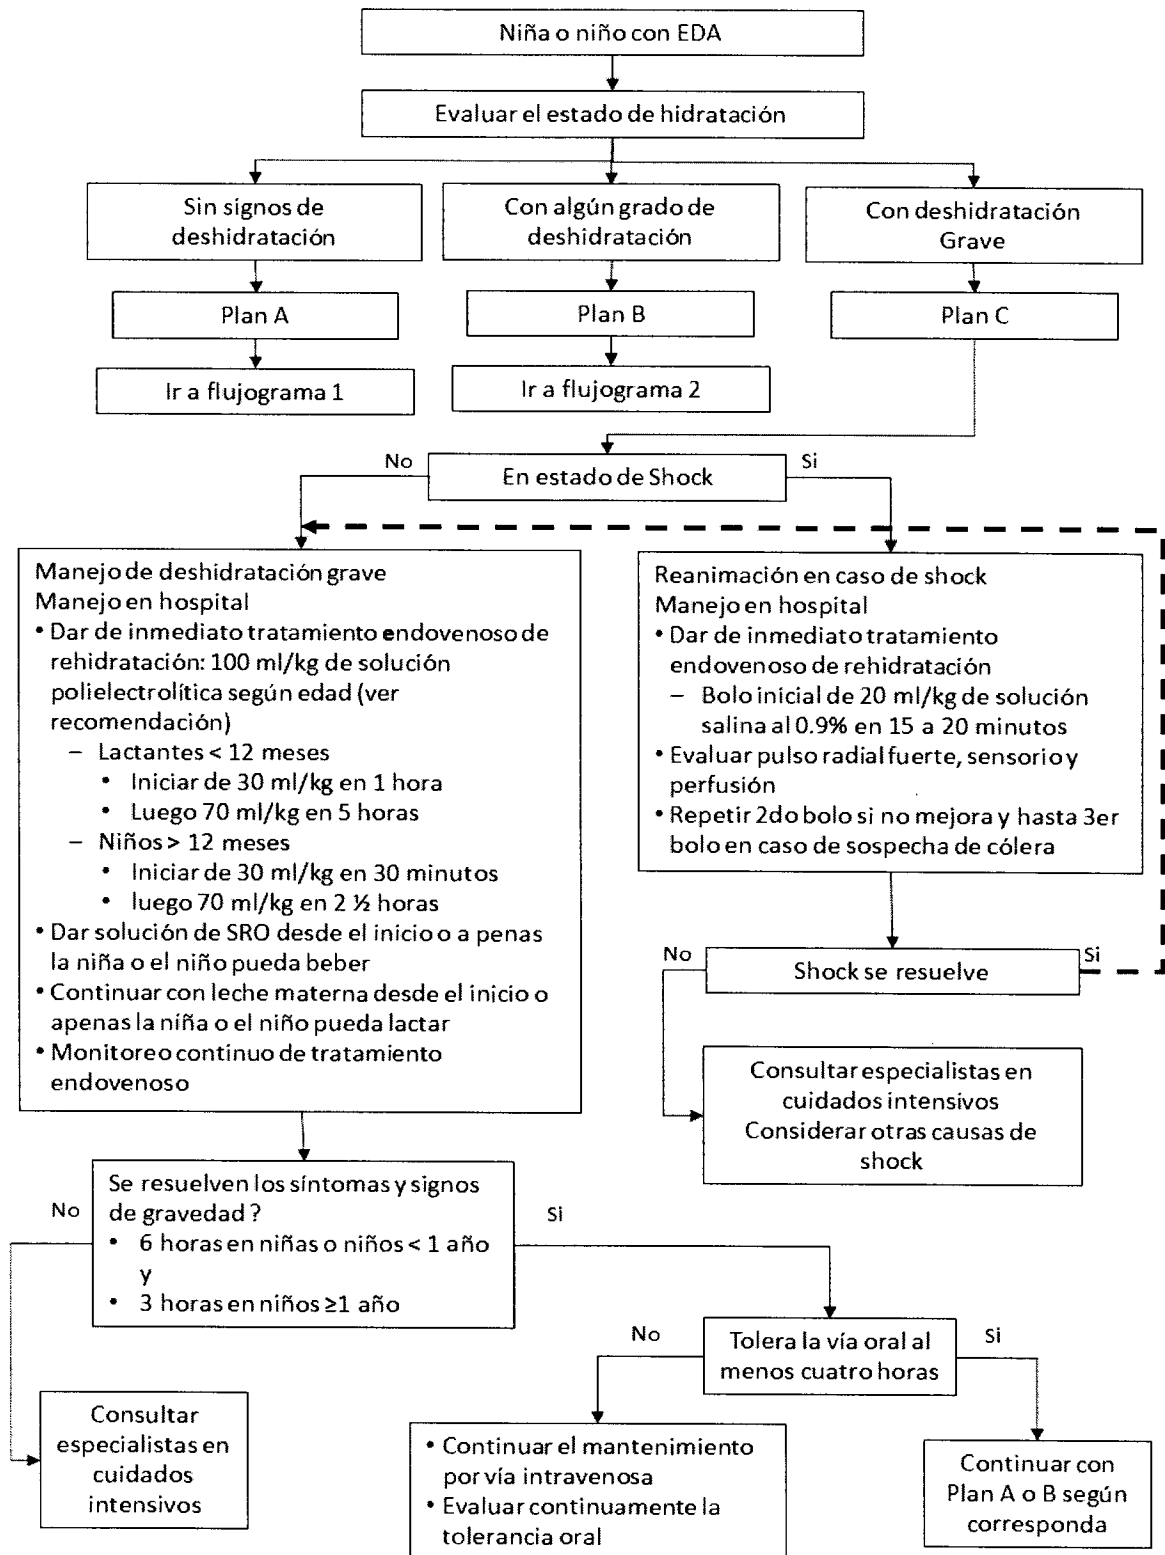 Niña o niño con EDA
Evaluar el estado de hidratación
Sin signos de
deshidratación
Con algún grado de
deshidratación
Con deshidratación
Grave
Plan A
Plan B
Plan C
Ir a flujograma 1
Ir a flujograma 2
No
En estado de Shock
Si
Manejo de deshidratación grave
Manejo en hospital
• Dar de inmediato tratamiento endovenoso de
rehidratación: 100 ml/kg de solución
polielectrolítica según edad (ver
recomendación)
– Lactantes < 12 meses
• Iniciar de 30 ml/kg en 1 hora
• Luego 70 ml/kg en 5 horas
– Niños > 12 meses
• Iniciar de 30 ml/kg en 30 minutos
• luego 70 ml/kg en 2 ½ horas
• Dar solución de SRO desde el inicio o a penas
la niña o el niño pueda beber
• Continuar con leche materna desde el inicio o
apenas la niña o el niño pueda lactar
• Monitoreo continuo de tratamiento
endovenoso
Reanimación en caso de shock
Manejo en hospital
• Dar de inmediato tratamiento
endovenoso de rehidratación
– Bolo inicial de 20 ml/kg de solución
salina al 0.9% en 15 a 20 minutos
• Evaluar pulso radial fuerte, sensorio y
perfusión
• Repetir 2do bolo si no mejora y hasta 3er
bolo en caso de sospecha de cólera
No
Shock se resuelve
Si
Consultar especialistas en
cuidados intensivos
Considerar otras causas de
shock
No
Se resuelven los síntomas y signos
de gravedad ?
• 6 horas en niñas o niños < 1 año
y
• 3 horas en niños ≥1 año
Si
No
Tolera la vía oral al
menos cuatro horas
Si
Consultar
especialistas en
cuidados
intensivos
• Continuar el mantenimiento
por vía intravenosa
• Evaluar continuamente la
tolerancia oral
Continuar con
Plan A o B según
corresponda